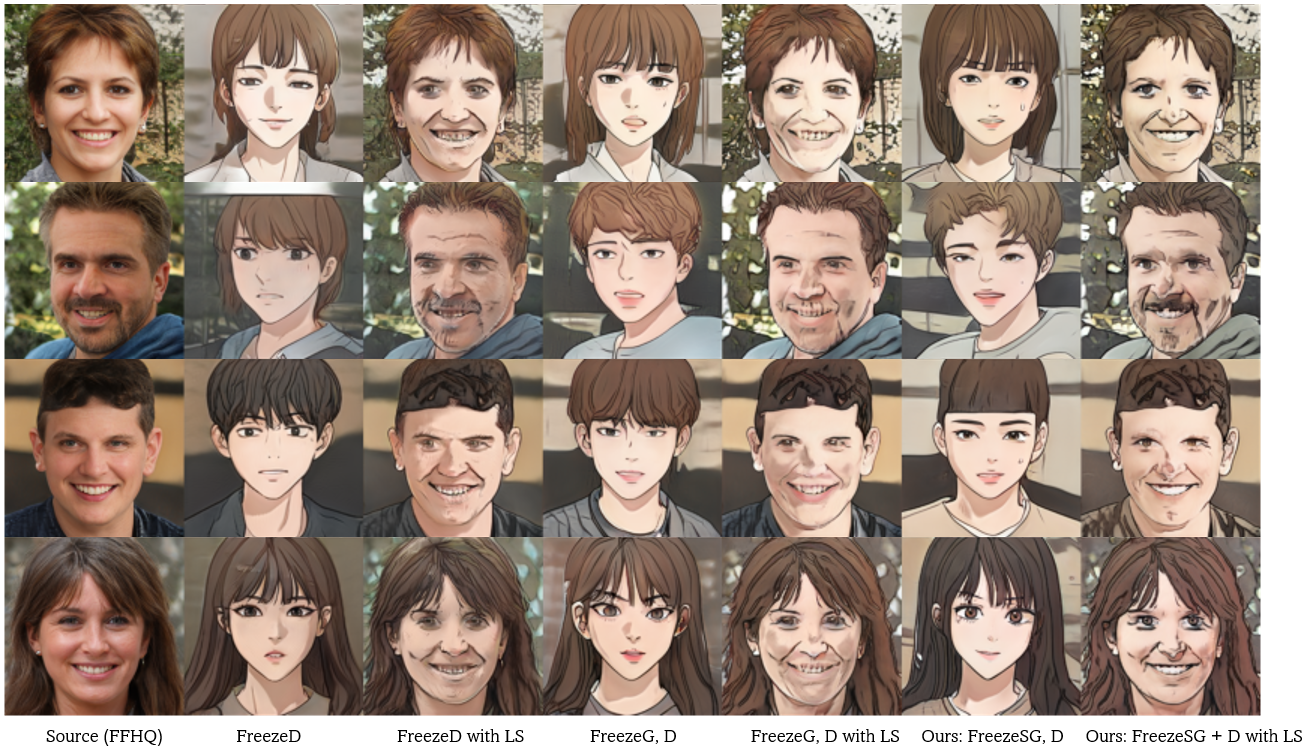 Source (FFHQ)
FreezeD
FreezeD with LS
FreezeG, D
FreezeG, D with LS
Ours: FreezeSG, D
Ours: FreezeSG + D with LS